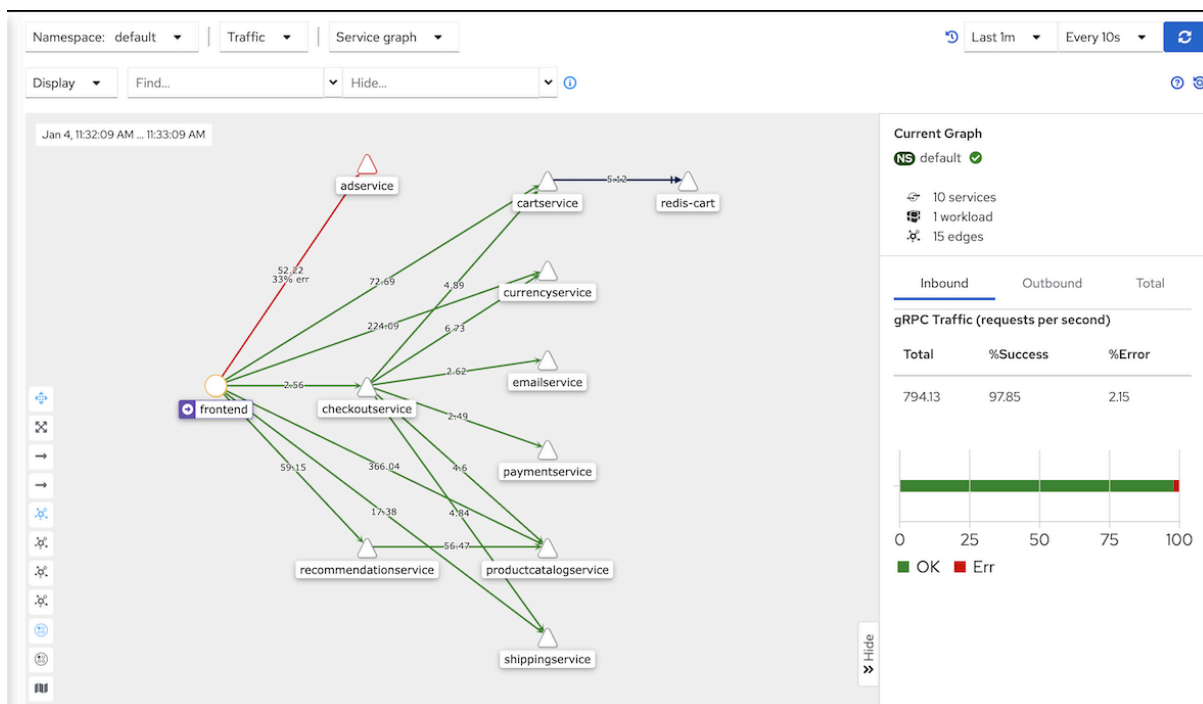 Namespace: default
Traffic
Service graph
Last 1m
Every 10s
Display
Find...
Hide...
Jan 4, 11:32:09 AM ... 11:33:09 AM
adservice
cartservice
5.12
redis-cart
52.22
33% err
72.69
4.89
currencyservice
224.09
6.73
2.56
2.62
emailservice
frontend
checkoutservice
2.49
59.15
366.04
4.6
paymentservice
17.38
4.84
56.47
recommendationservice
productcatalogservice
shippingservice
Hide
Current Graph
NS default
10 services
1 workload
15 edges
Inbound
Outbound
Total
gRPC Traffic (requests per second)
Total %Success %Error
794.13 97.85 2.15
0 25 50 75 100
OK Err